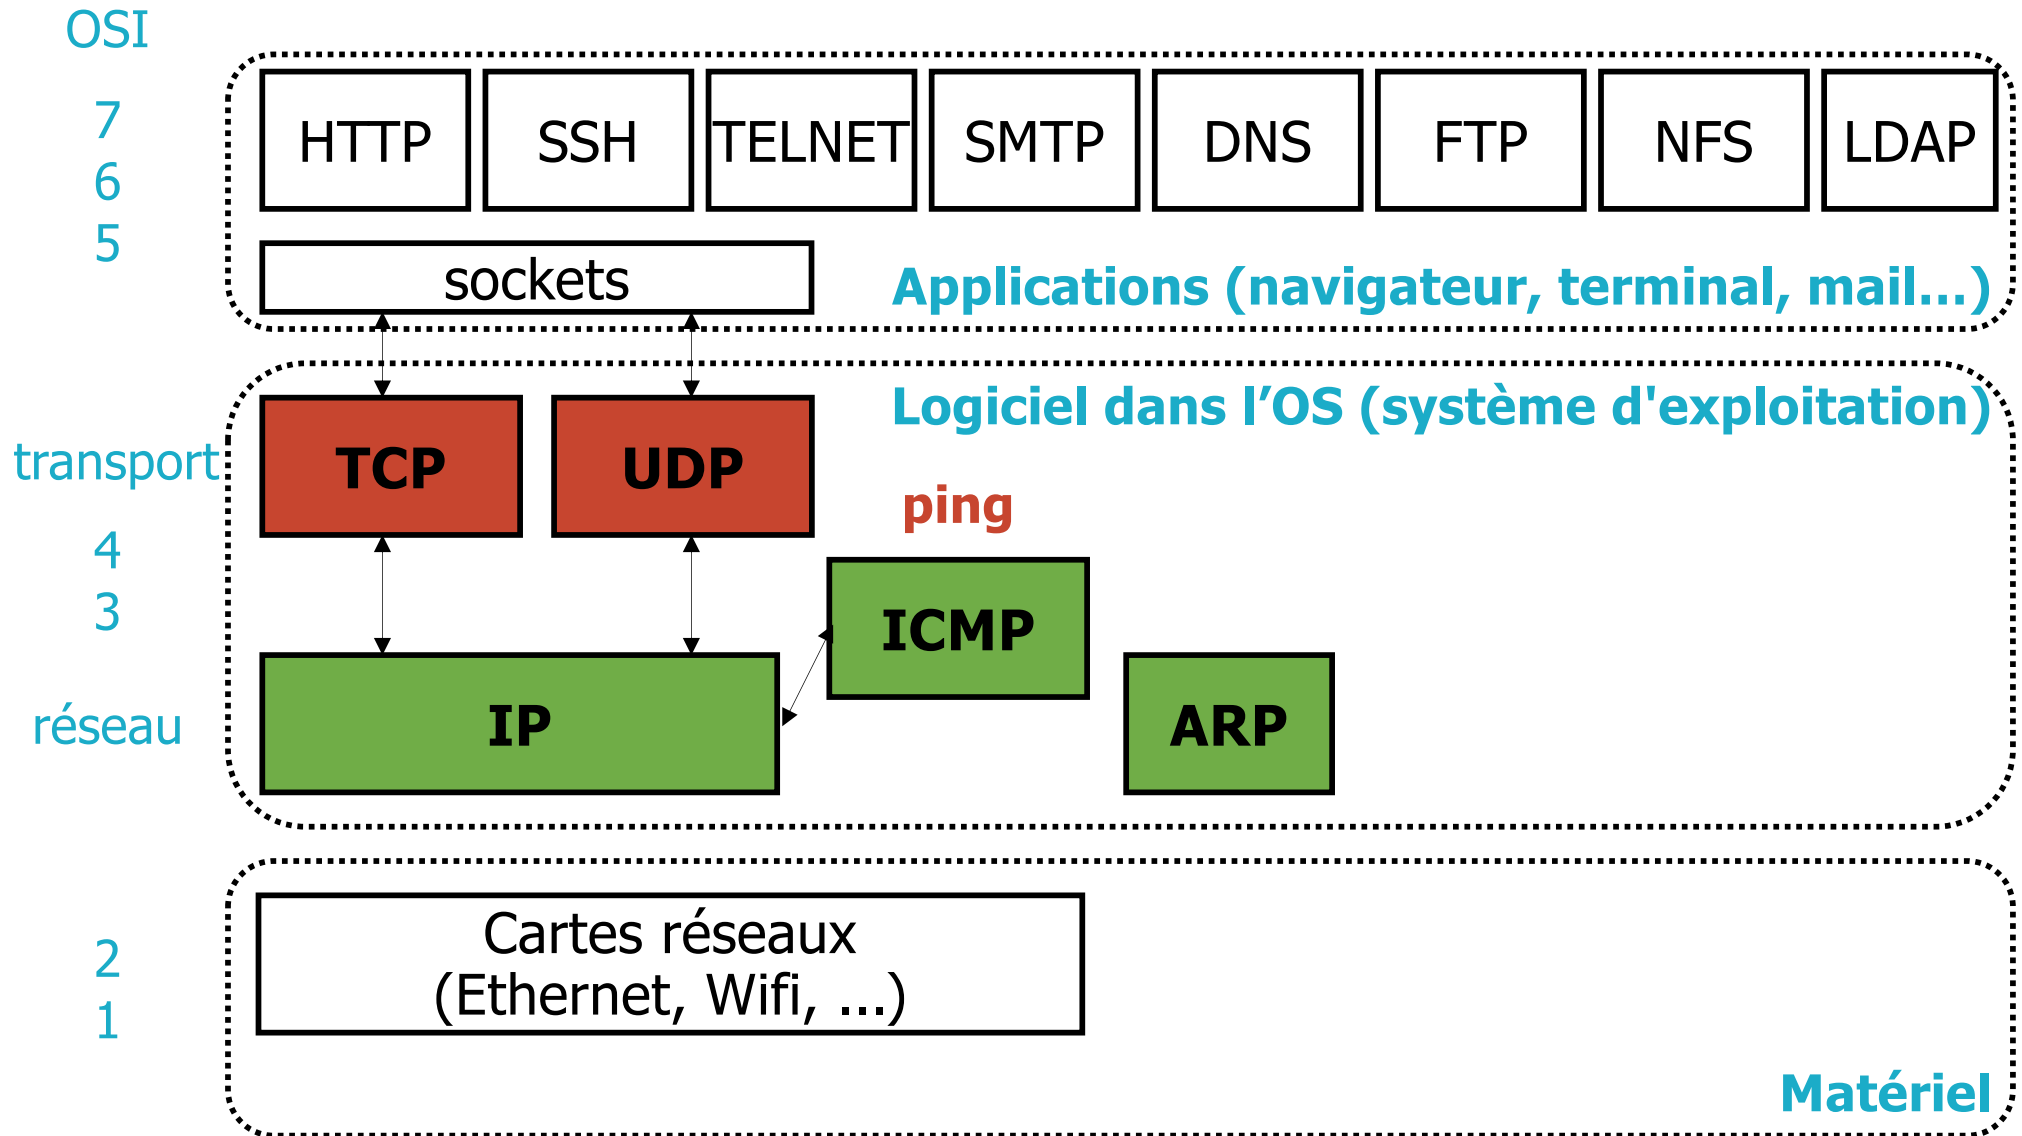 OSI
7
6
5
HTTP
SSH
TELNET
SMTP
DNS
FTP
NFS
LDAP
sockets
Applications (navigateur, terminal, mail...)
Logiciel dans l’OS (système d'exploitation)
transport
TCP
UDP
ping
4
3
ICMP
réseau
IP
ARP
2
1
Cartes réseaux
(Ethernet, Wifi, ...)
Matériel